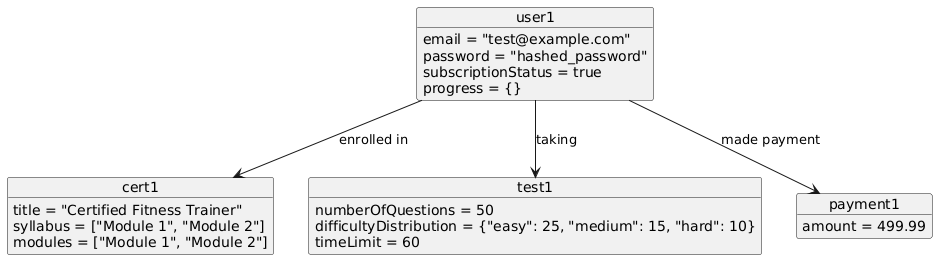 user1
email = "test@example.com"
password = "hashed_password"
subscriptionStatus = true
progress = {}
enrolled in
taking
made payment
cert1
title = "Certified Fitness Trainer"
syllabus = ["Module 1", "Module 2"]
modules = ["Module 1", "Module 2"]
test1
numberOfQuestions = 50
difficultyDistribution = {"easy": 25, "medium": 15, "hard": 10}
timeLimit = 60
payment1
amount = 499.99